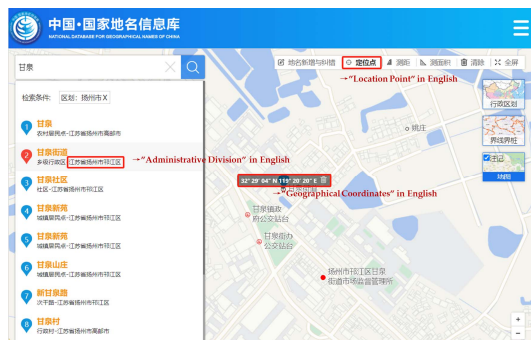 中国·国家地名信息库
NATIONAL DATABASE FOR GEOGRAPHICAL NAMES OF CHINA
甘泉
地名新增与纠错
定位点
测距
测面积
清除
全屏
→"Location Point" in English
检索条件: 区划：扬州市X
1 甘泉
农村居民点-江苏省扬州市高邮市
2 甘泉街道
乡级行政区-江苏省扬州市邗江区
→"Administrative Division" in English
3 甘泉社区
社区-江苏省扬州市邗江区
4 甘泉新苑
城镇居民点-江苏省扬州市邗江区
5 甘泉新苑
城镇居民点-江苏省扬州市邗江区
6 甘泉山庄
城镇居民点-江苏省扬州市邗江区
7 新甘泉路
次干路-江苏省扬州市邗江区
8 甘泉村
行政村-江苏省扬州市高邮市
行政区划
界线界桩
注记
地图
姚庄
32° 29′ 04″ N 119° 20′ 20″ E
→"Geographical Coordinates" in English
甘泉街道
甘泉镇政
府公交站台
甘泉街办
公交站台
扬州市邗江区甘泉
街道市场监督管理所
+
−